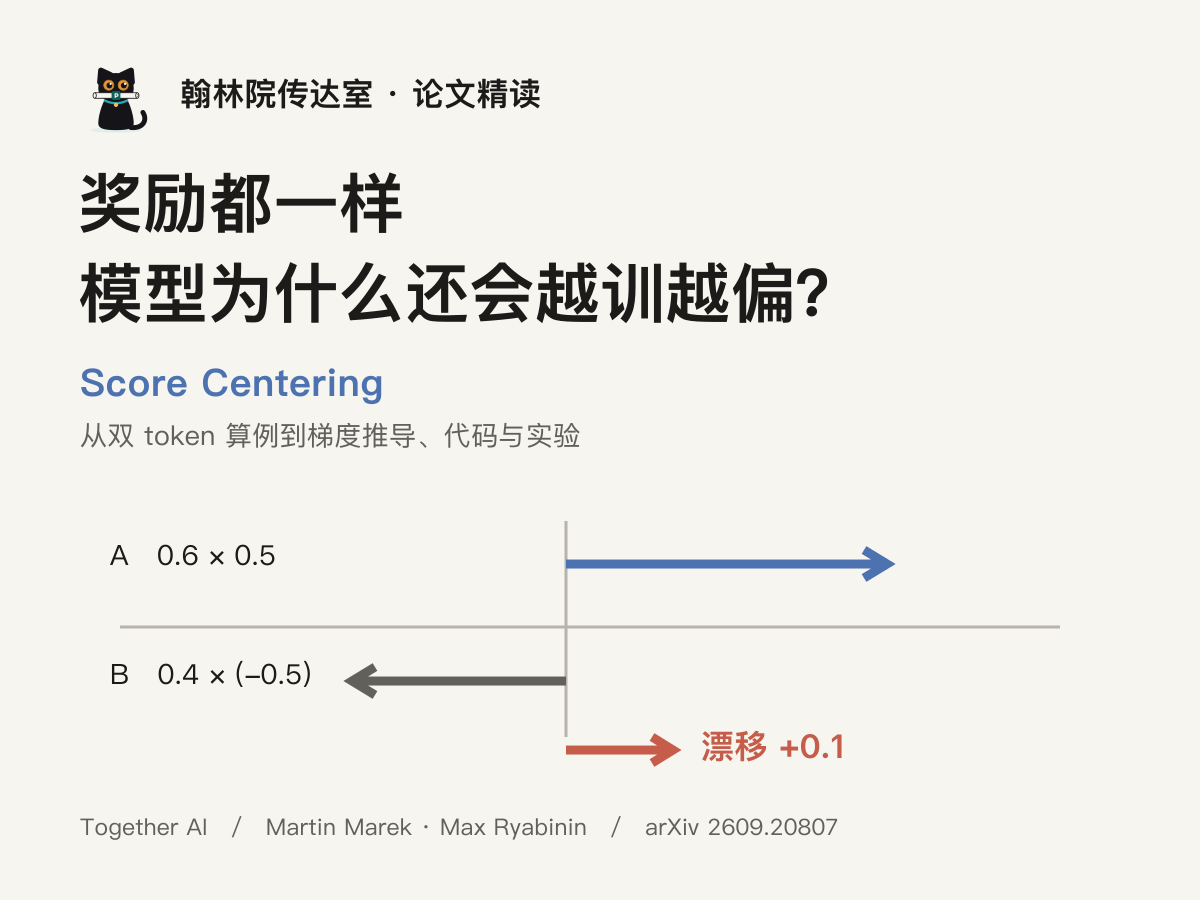 翰林院传达室 · 论文精读
奖励都一样
模型为什么还会越训越偏?
Score Centering
从双 token 算例到梯度推导、代码与实验
A 0.6 × 0.5
B 0.4 × (−0.5)
漂移 +0.1
Together AI / Martin Marek · Max Ryabinin / arXiv 2609.20807